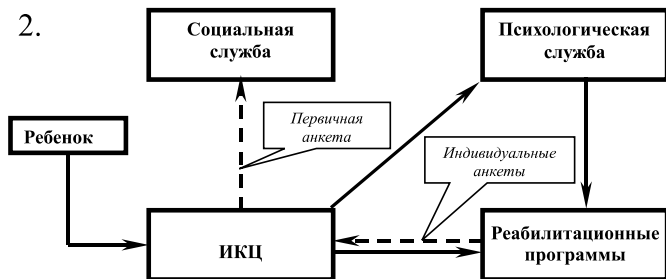 2.
Социальная
служба
Психологическая
служба
Ребенок
Первичная
анкета
Индивидуальные
анкеты
ИКЦ
Реабилитационные
программы